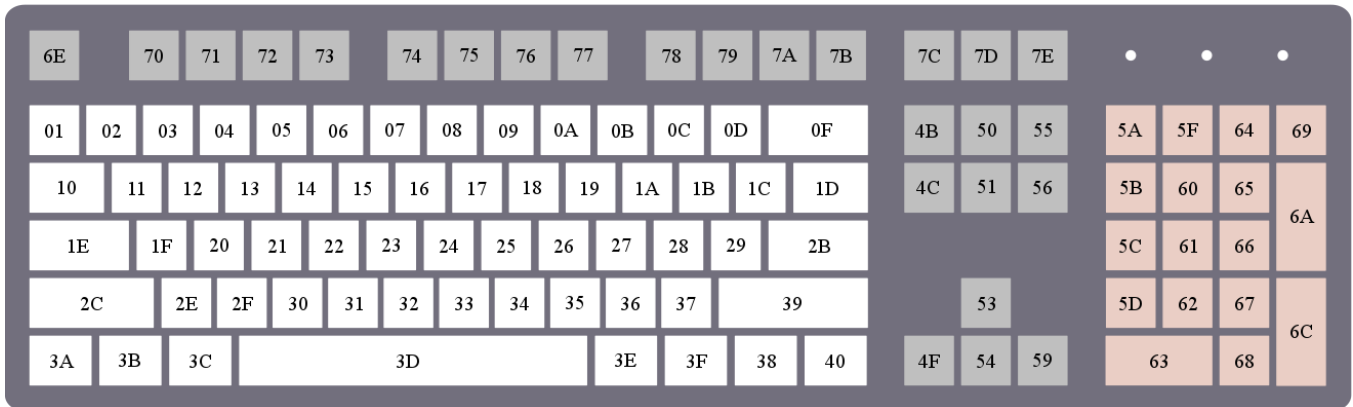 6E 70 71 72 73 74 75 76 77 78 79 7A 7B 7C 7D 7E
01 02 03 04 05 06 07 08 09 0A 0B 0C 0D 0F 4B 50 55 5A 5F 64 69
10 11 12 13 14 15 16 17 18 19 1A 1B 1C 1D 4C 51 56 5B 60 65 6A
1E 1F 20 21 22 23 24 25 26 27 28 29 2B 5C 61 66
2C 2E 2F 30 31 32 33 34 35 36 37 39 53 5D 62 67 6C
3A 3B 3C 3D 3E 3F 38 40 4F 54 59 63 68